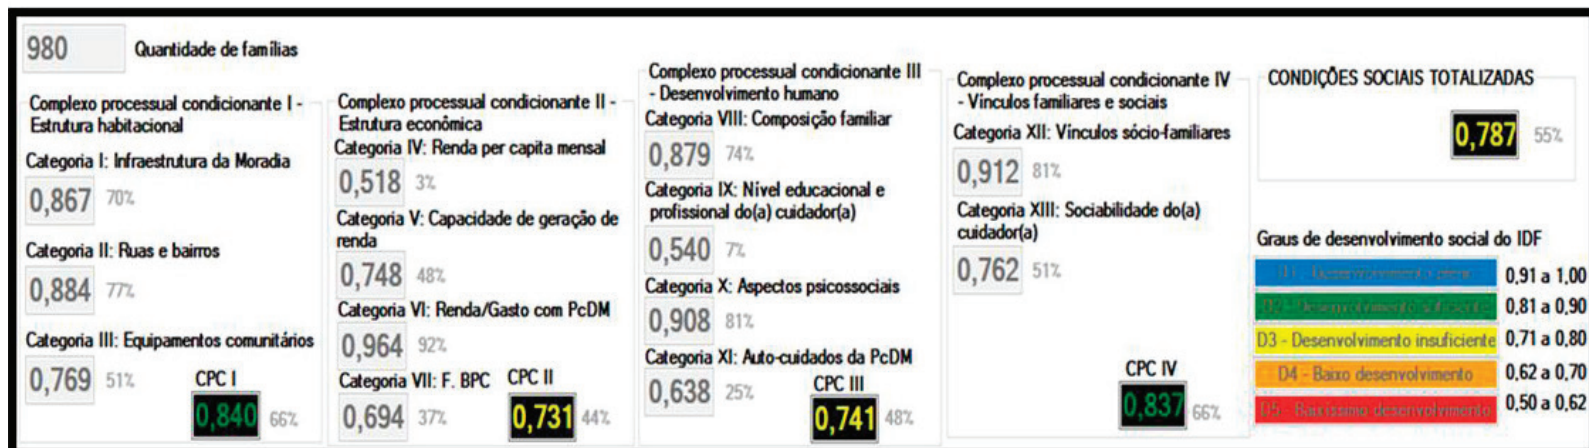 980 Quantidade de famílias
Complexo processual condicionante I -
Estrutura habitacional
Categoria I: Infraestrutura da Moradia
0,867 70%
Categoria II: Ruas e bairros
0,884 77%
Categoria III: Equipamentos comunitários
0,769 51%
CPC I
0,840 66%
Complexo processual condicionante II -
Estrutura econômica
Categoria IV: Renda per capita mensal
0,518 3%
Categoria V: Capacidade de geração de
renda
0,748 48%
Categoria VI: Renda/Gasto com PcDM
0,964 92%
Categoria VII: F. BPC
0,694 37%
CPC II
0,731 44%
Complexo processual condicionante III
- Desenvolvimento humano
Categoria VIII: Composição familiar
0,879 74%
Categoria IX: Nível educacional e
profissional do(a) cuidador(a)
0,540 7%
Categoria X: Aspectos psicossociais
0,908 81%
Categoria XI: Auto-cuidados da PcDM
0,638 25%
CPC III
0,741 48%
Complexo processual condicionante IV
- Vínculos familiares e sociais
Categoria XII: Vínculos sócio-familiares
0,912 81%
Categoria XIII: Sociabilidade do(a)
cuidador(a)
0,762 51%
CPC IV
0,837 66%
CONDIÇÕES SOCIAIS TOTALIZADAS
0,787 55%
Graus de desenvolvimento social do IDF
0,91 a 1,00
D2 - Desenvolvimento suficiente 0,81 a 0,90
D3 - Desenvolvimento insuficiente 0,71 a 0,80
D4 - Baixo desenvolvimento 0,62 a 0,70
D5 - Baixíssimo desenvolvimento 0,50 a 0,62